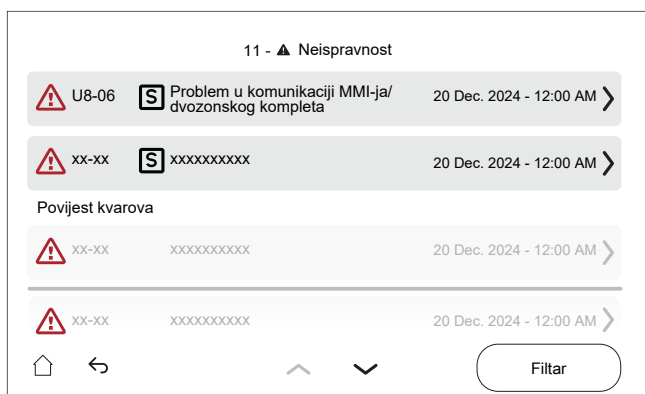 11 - Neispravnost
U8-06 S Problem u komunikaciji MMI-ja/ 20 Dec. 2024 - 12:00 AM
dvozonskog kompleta
xx-xx S xxxxxxxxxx 20 Dec. 2024 - 12:00 AM
Povijest kvarova
xx-xx xxxxxxxxxx 20 Dec. 2024 - 12:00 AM
xx-xx xxxxxxxxxx 20 Dec. 2024 - 12:00 AM
Filtar